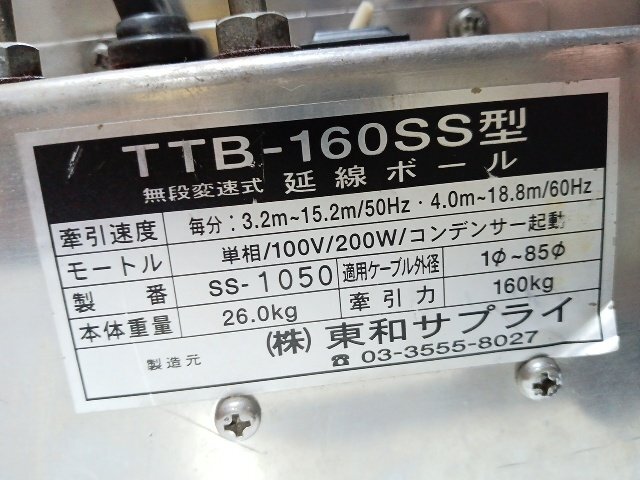 TTB-160SS型
無段変速式 延線ボール
牽引速度 毎分：3.2m~15.2m/50Hz・4.0m~18.8m/60Hz
モートル 単相/100V/200W/コンデンサー起動
製番 SS-1050 適用ケーブル外径 1Φ~85Φ
本体重量 26.0kg 牽引力 160kg
製造元 (株)東和サプライ
☎ 03-3555-8027